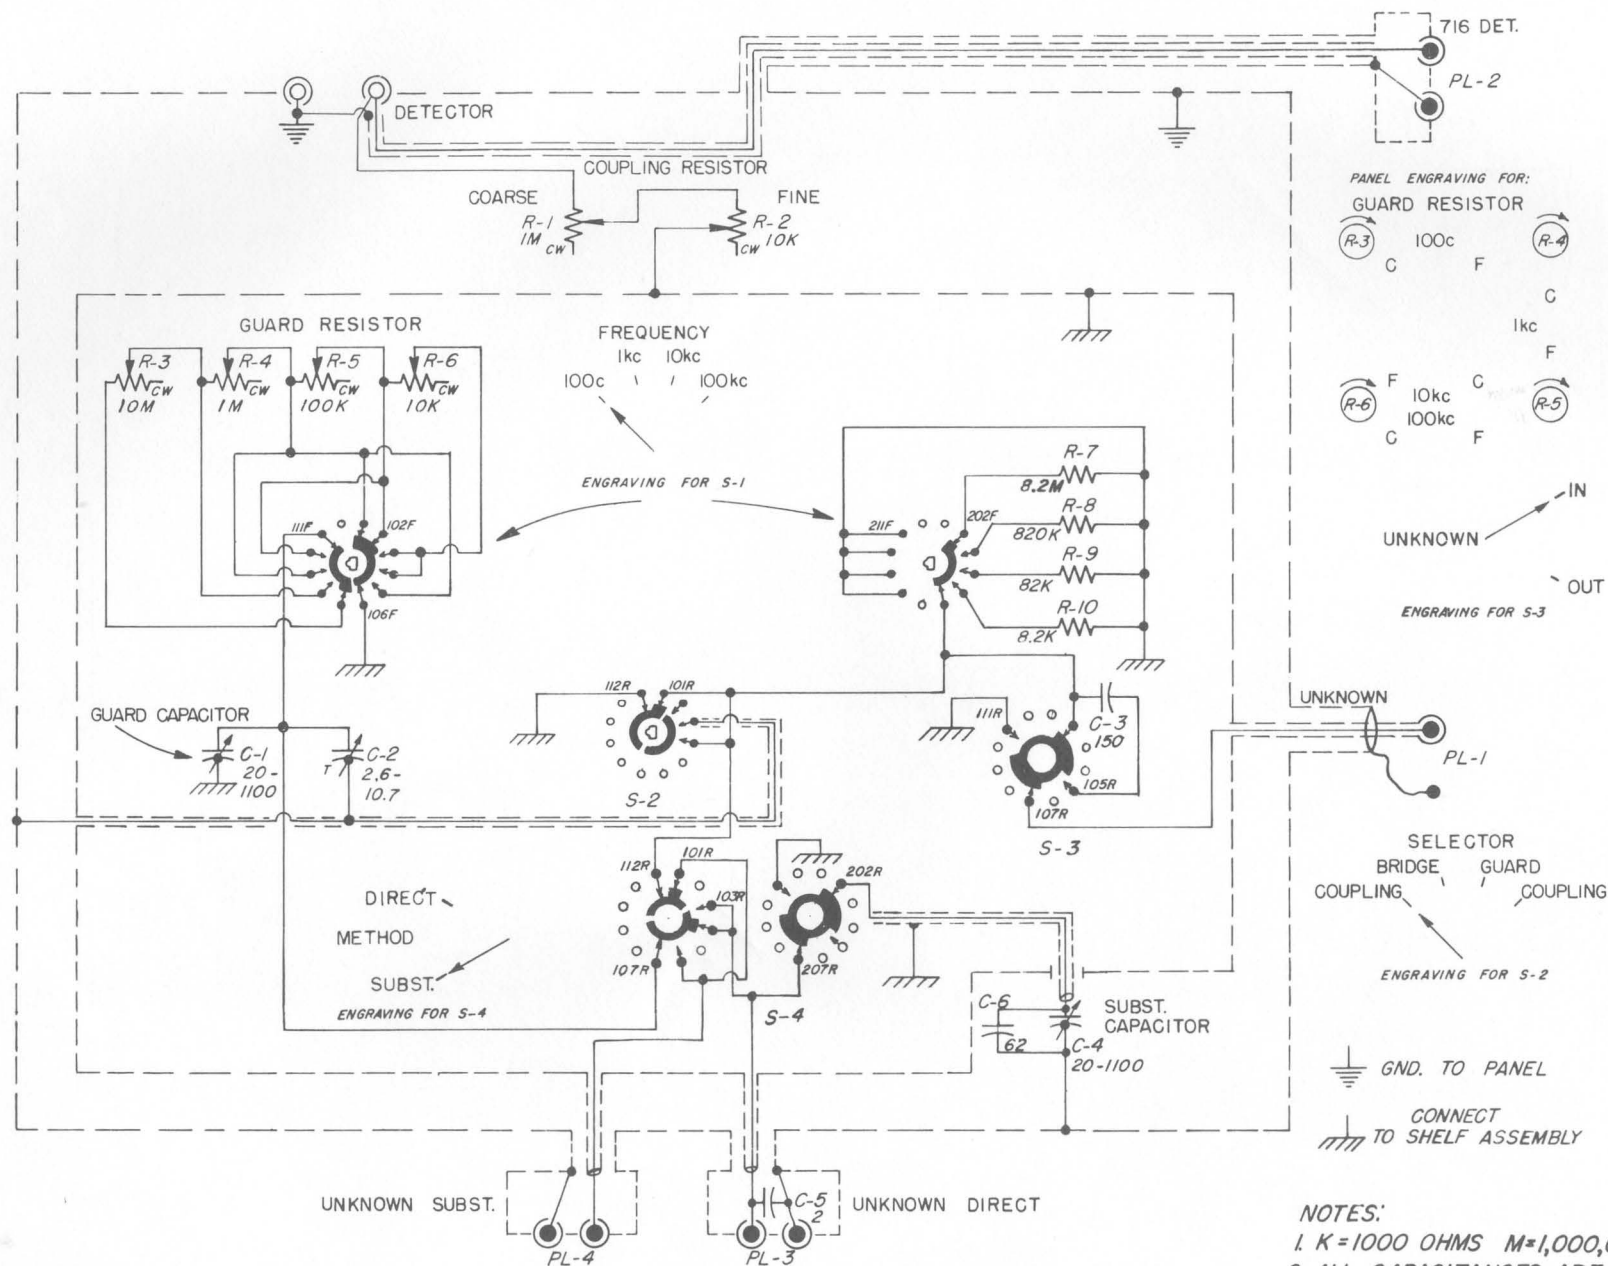 716 DET.
PL-2
DETECTOR
COUPLING RESISTOR
COARSE
FINE
R-1
1M
CW
R-2
10K
CW
PANEL ENGRAVING FOR:
GUARD RESISTOR
R-3
100c
R-4
C
F
C
1kc
F
F
C
R-6
10kc
100kc
R-5
C
F
GUARD RESISTOR
R-3
CW
10M
R-4
CW
1M
R-5
CW
100K
R-6
CW
10K
FREQUENCY
1kc
10kc
100c
100kc
ENGRAVING FOR S-1
111F
102F
106F
211F
202F
R-7
8.2M
R-8
820K
R-9
82K
R-10
8.2K
IN
UNKNOWN
OUT
ENGRAVING FOR S-3
GUARD CAPACITOR
C-1
20-
1100
T
C-2
2.6-
10.7
112R
101R
S-2
111R
C-3
150
105R
107R
S-3
UNKNOWN
PL-1
SELECTOR
BRIDGE
GUARD
COUPLING
COUPLING
ENGRAVING FOR S-2
DIRECT
METHOD
SUBST.
ENGRAVING FOR S-4
112R
101R
103R
107R
202R
207R
S-4
C-6
62
SUBST.
CAPACITOR
C-4
20-1100
GND. TO PANEL
CONNECT
TO SHELF ASSEMBLY
UNKNOWN SUBST.
PL-4
C-5
2
UNKNOWN DIRECT
PL-3
NOTES:
1. K=1000 OHMS M=1,000,0